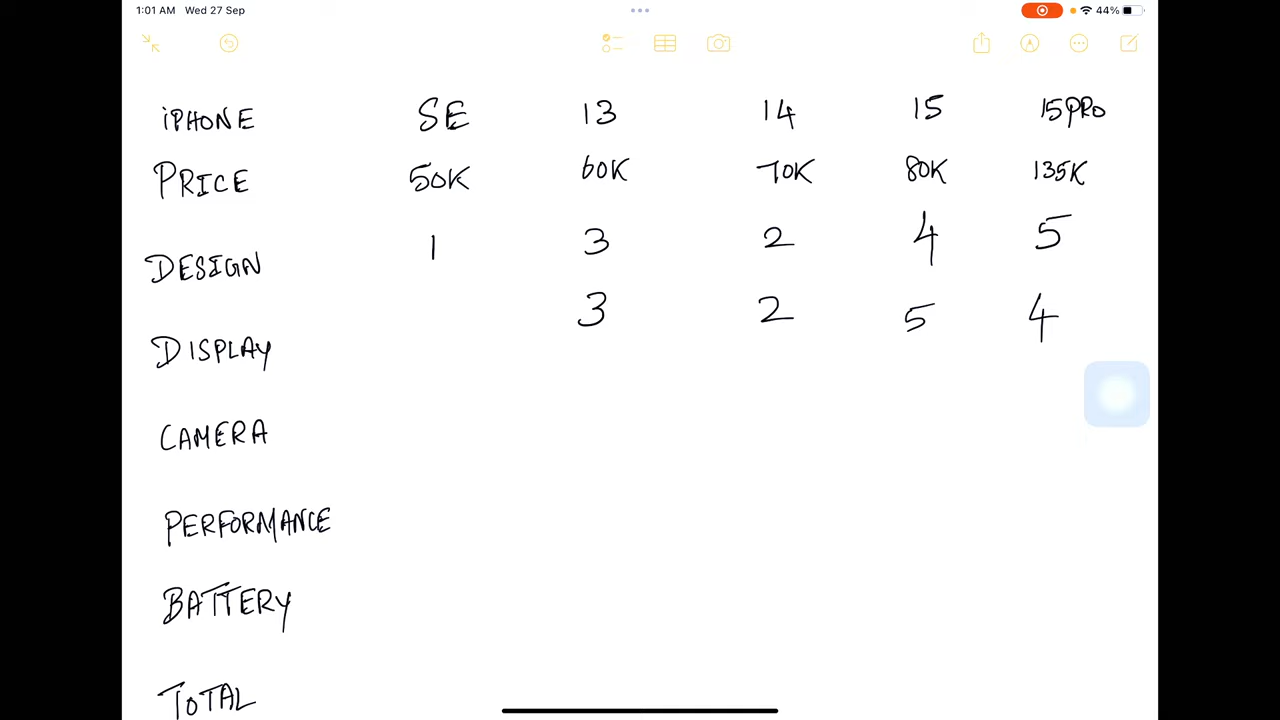 1:01 AM Wed 27 Sep 44%
iPHONE SE 13 14 15 15PRO
PRICE 50K 60K 70K 80K 135K
DESIGN 1 3 2 4 5
DISPLAY 3 2 5 4
CAMERA
PERFORMANCE
BATTERY
TOTAL